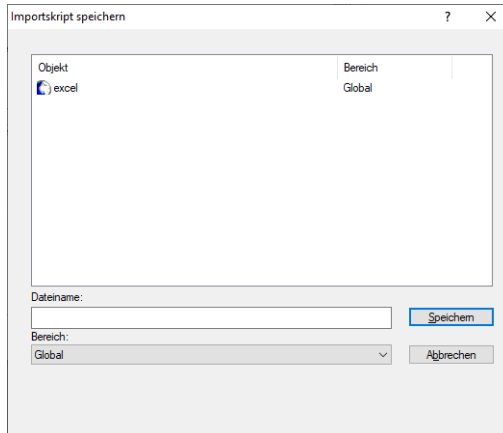 Importskript speichern ? ✕
Objekt Bereich
excel Global
Dateiname:
Speichern
Bereich:
Global Abbrechen